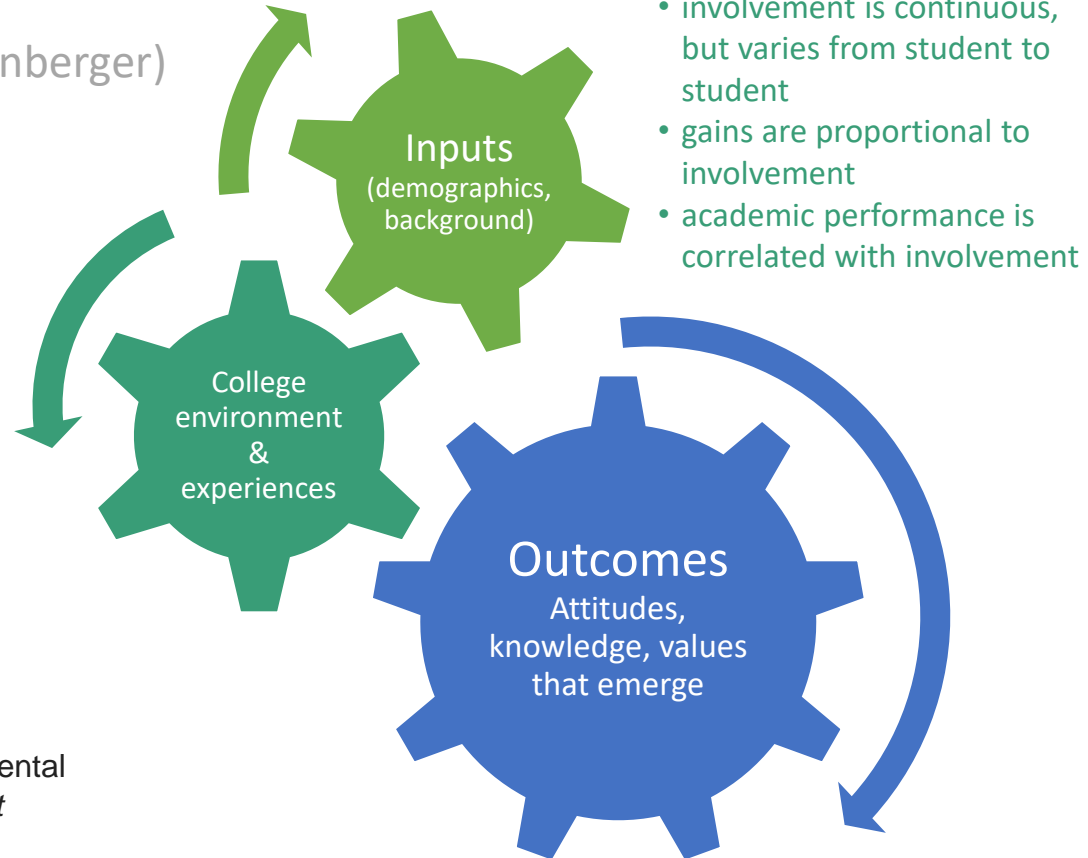 nberger)
• involvement is continuous,
but varies from student to
student
• gains are proportional to
involvement
• academic performance is
correlated with involvement
Inputs
(demographics,
background)
College
environment
&
experiences
Outcomes
Attitudes,
knowledge, values
that emerge
ental
t